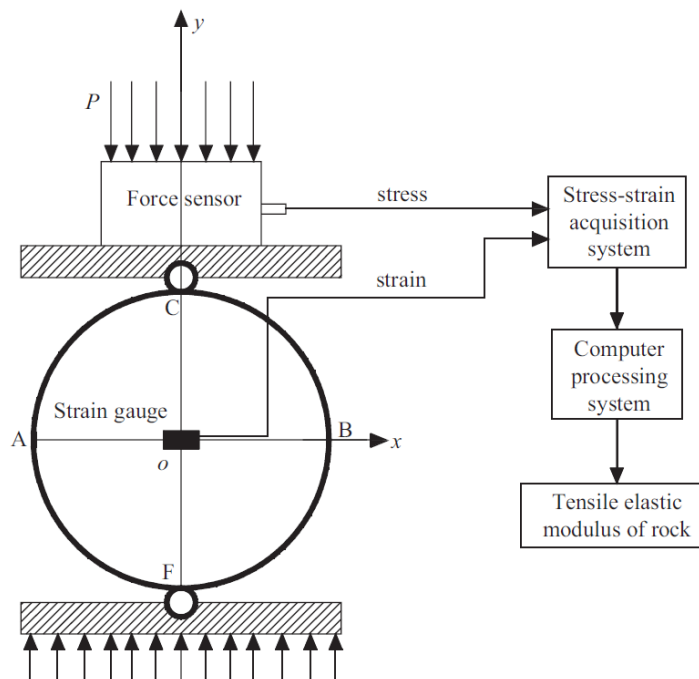 y
P
Force sensor
stress
Stress-strain
acquisition
system
strain
C
Computer
processing
system
Strain gauge
A
B
x
o
Tensile elastic
modulus of rock
F